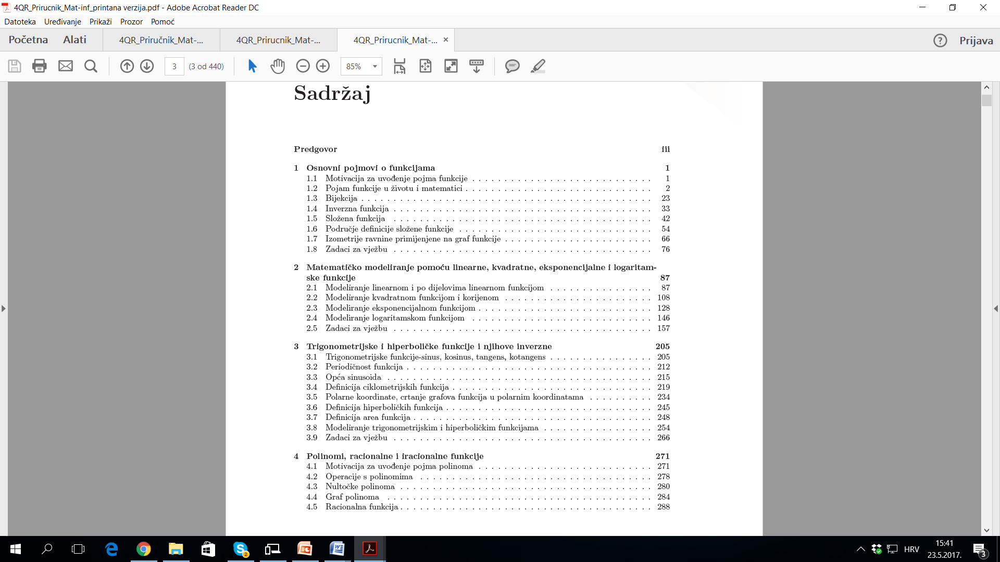 4QR_Prirucnik_Mat-inf_printana verzija.pdf - Adobe Acrobat Reader DC
Datoteka Uređivanje Prikaži Prozor Pomoć
Početna Alati 4QR_Priručnik_Mat-... 4QR_Prirucnik_Mat-... 4QR_Prirucnik_Mat-... × ? Prijava
3 (3 od 440) 85%
Sadržaj
Predgovor iii
1 Osnovni pojmovi o funkcijama 1
1.1 Motivacija za uvođenje pojma funkcije . . . . . . . . . . . . . . . . . . . . . . . . . . . . 1
1.2 Pojam funkcije u životu i matematici . . . . . . . . . . . . . . . . . . . . . . . . . . . . . 2
1.3 Bijekcija . . . . . . . . . . . . . . . . . . . . . . . . . . . . . . . . . . . . . . . . . . . . . 23
1.4 Inverzna funkcija . . . . . . . . . . . . . . . . . . . . . . . . . . . . . . . . . . . . . . . . 33
1.5 Složena funkcija . . . . . . . . . . . . . . . . . . . . . . . . . . . . . . . . . . . . . . . . 42
1.6 Područje definicije složene funkcije . . . . . . . . . . . . . . . . . . . . . . . . . . . . . . 54
1.7 Izometrije ravnine primijenjene na graf funkcije . . . . . . . . . . . . . . . . . . . . . . . 66
1.8 Zadaci za vježbu . . . . . . . . . . . . . . . . . . . . . . . . . . . . . . . . . . . . . . . . 76
2 Matematičko modeliranje pomoću linearne, kvadratne, eksponencijalne i logaritam-
ske funkcije 87
2.1 Modeliranje linearnom i po dijelovima linearnom funkcijom . . . . . . . . . . . . . . . . 87
2.2 Modeliranje kvadratnom funkcijom i korijenom . . . . . . . . . . . . . . . . . . . . . . . 108
2.3 Modeliranje eksponencijalnom funkcijom . . . . . . . . . . . . . . . . . . . . . . . . . . . 128
2.4 Modeliranje logaritamskom funkcijom . . . . . . . . . . . . . . . . . . . . . . . . . . . . 146
2.5 Zadaci za vježbu . . . . . . . . . . . . . . . . . . . . . . . . . . . . . . . . . . . . . . . . 157
3 Trigonometrijske i hiperboličke funkcije i njihove inverzne 205
3.1 Trigonometrijske funkcije-sinus, kosinus, tangens, kotangens . . . . . . . . . . . . . . . . 205
3.2 Periodičnost funkcija . . . . . . . . . . . . . . . . . . . . . . . . . . . . . . . . . . . . . . 212
3.3 Opća sinusoida . . . . . . . . . . . . . . . . . . . . . . . . . . . . . . . . . . . . . . . . . 215
3.4 Definicija ciklometrijskih funkcija . . . . . . . . . . . . . . . . . . . . . . . . . . . . . . . 219
3.5 Polarne koordinate, crtanje grafova funkcija u polarnim koordinatama . . . . . . . . . . 234
3.6 Definicija hiperboličkih funkcija . . . . . . . . . . . . . . . . . . . . . . . . . . . . . . . . 245
3.7 Definicija area funkcija . . . . . . . . . . . . . . . . . . . . . . . . . . . . . . . . . . . . . 248
3.8 Modeliranje trigonometrijskim i hiperboličkim funkcijama . . . . . . . . . . . . . . . . . 254
3.9 Zadaci za vježbu . . . . . . . . . . . . . . . . . . . . . . . . . . . . . . . . . . . . . . . . 266
4 Polinomi, racionalne i iracionalne funkcije 271
4.1 Motivacija za uvođenje pojma polinoma . . . . . . . . . . . . . . . . . . . . . . . . . . . 271
4.2 Operacije s polinomima . . . . . . . . . . . . . . . . . . . . . . . . . . . . . . . . . . . . 278
4.3 Nultočke polinoma . . . . . . . . . . . . . . . . . . . . . . . . . . . . . . . . . . . . . . . 280
4.4 Graf polinoma . . . . . . . . . . . . . . . . . . . . . . . . . . . . . . . . . . . . . . . . . 284
4.5 Racionalna funkcija . . . . . . . . . . . . . . . . . . . . . . . . . . . . . . . . . . . . . . . 288
2 HRV 15:41 3
23.5.2017.